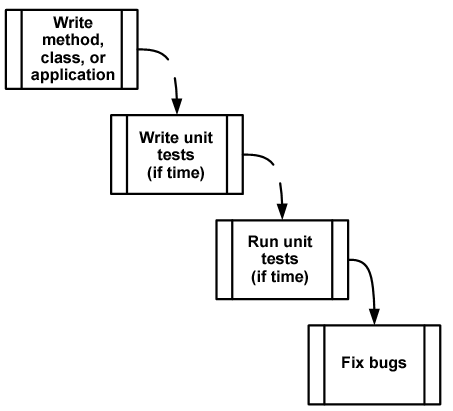 Write
method,
class, or
application
Write unit
tests
(if time)
Run unit
tests
(if time)
Fix bugs